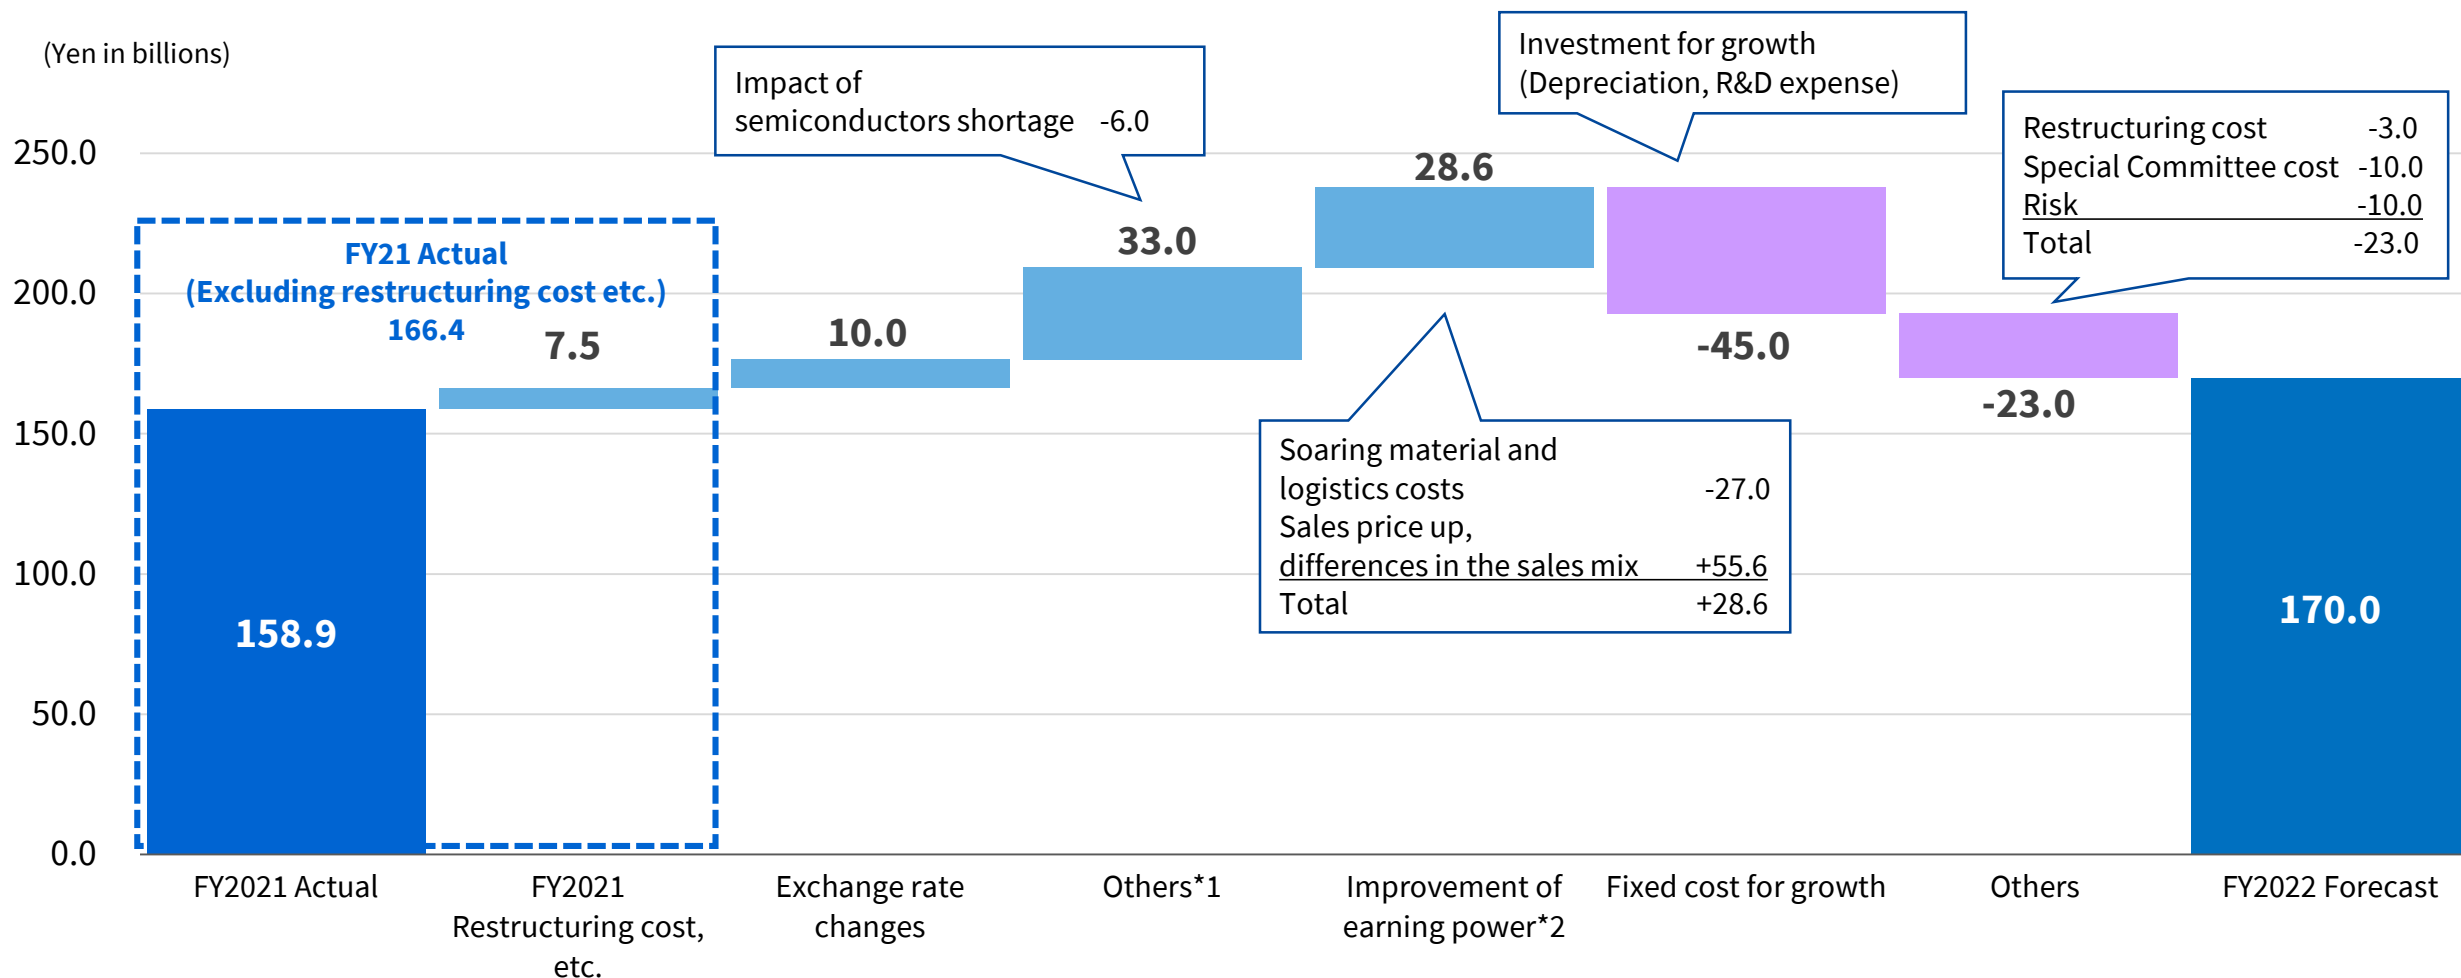 (Yen in billions)
Impact of
semiconductors shortage -6.0
Investment for growth
(Depreciation, R&D expense)
Restructuring cost -3.0
Special Committee cost -10.0
Risk -10.0
Total -23.0
250.0
200.0
150.0
100.0
50.0
0.0
FY21 Actual
(Excluding restructuring cost etc.)
166.4
158.9
7.5
10.0
33.0
28.6
-45.0
-23.0
170.0
Soaring material and
logistics costs -27.0
Sales price up,
differences in the sales mix +55.6
Total +28.6
FY2021 Actual
FY2021
Restructuring cost,
etc.
Exchange rate
changes
Others*1
Improvement of
earning power*2
Fixed cost for growth
Others
FY2022 Forecast